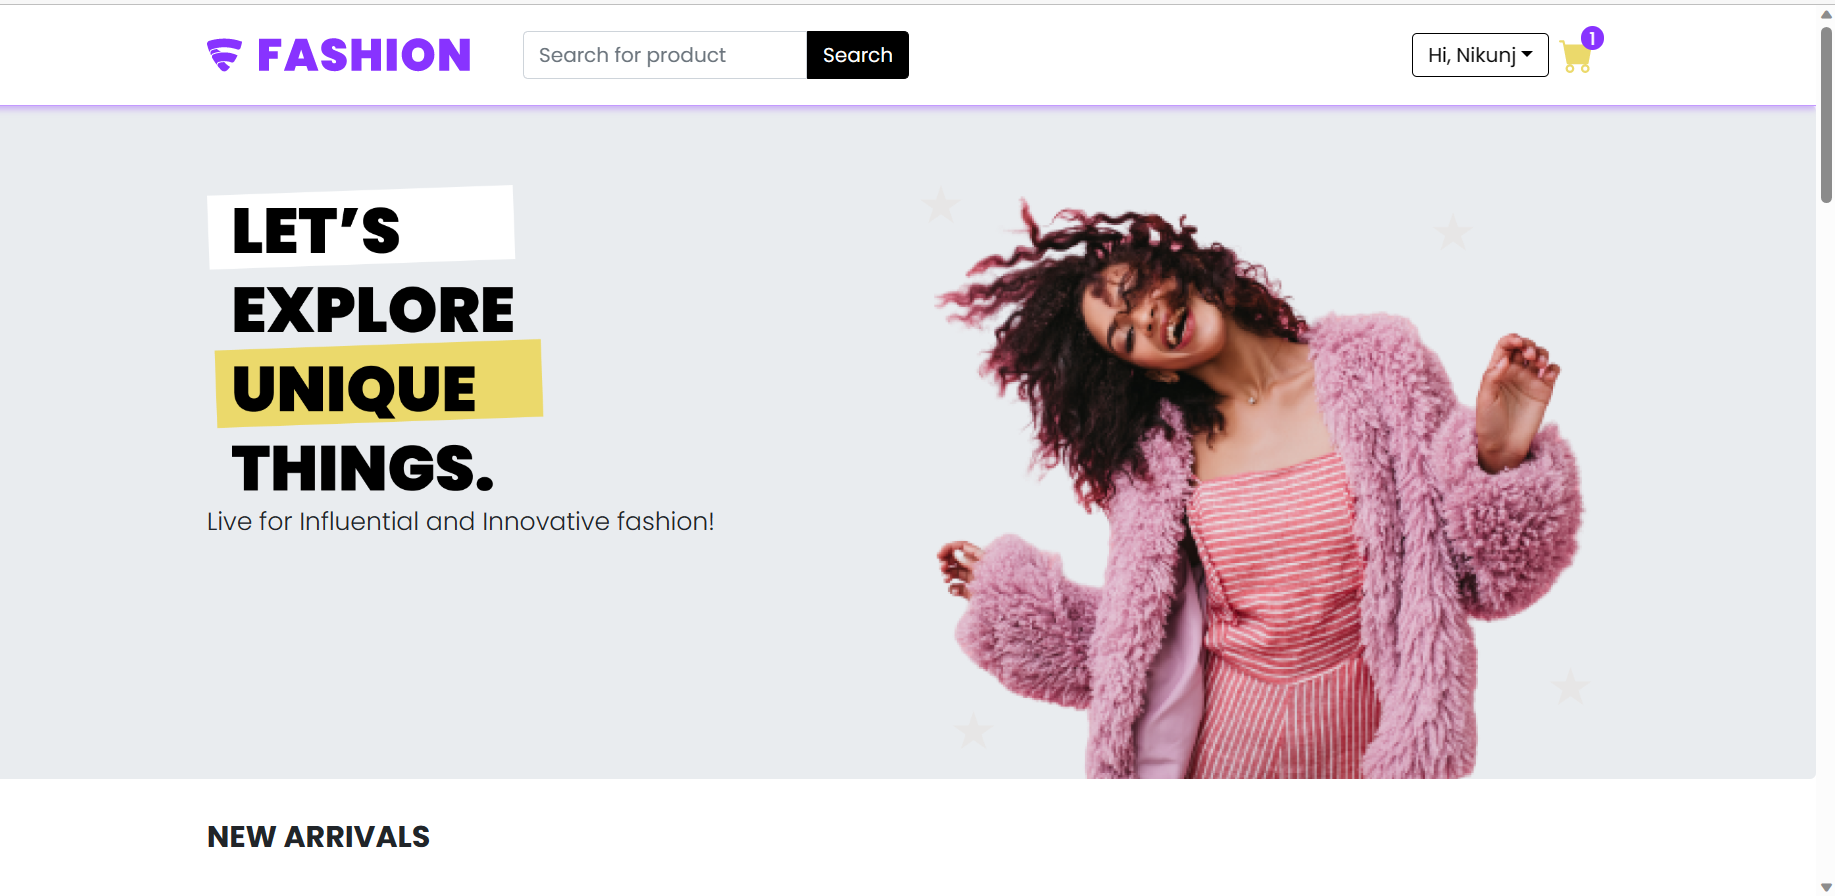 FASHION
Search for product
Search
Hi, Nikunj
1
LET’S
EXPLORE
UNIQUE
THINGS.
Live for Influential and Innovative fashion!
NEW ARRIVALS